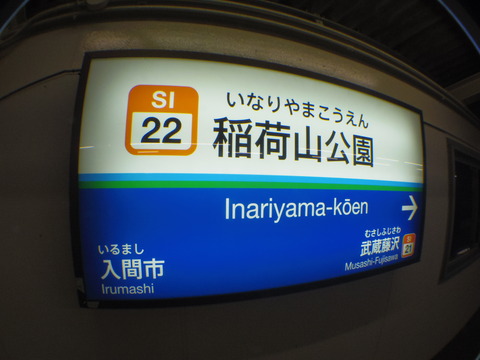 SI
22
いなりやまこうえん
稲荷山公園
Inariyama-kōen
いるまし
入間市
Irumashi
むさしふじさわ
武蔵藤沢
Musashi-Fujisawa
SI
21